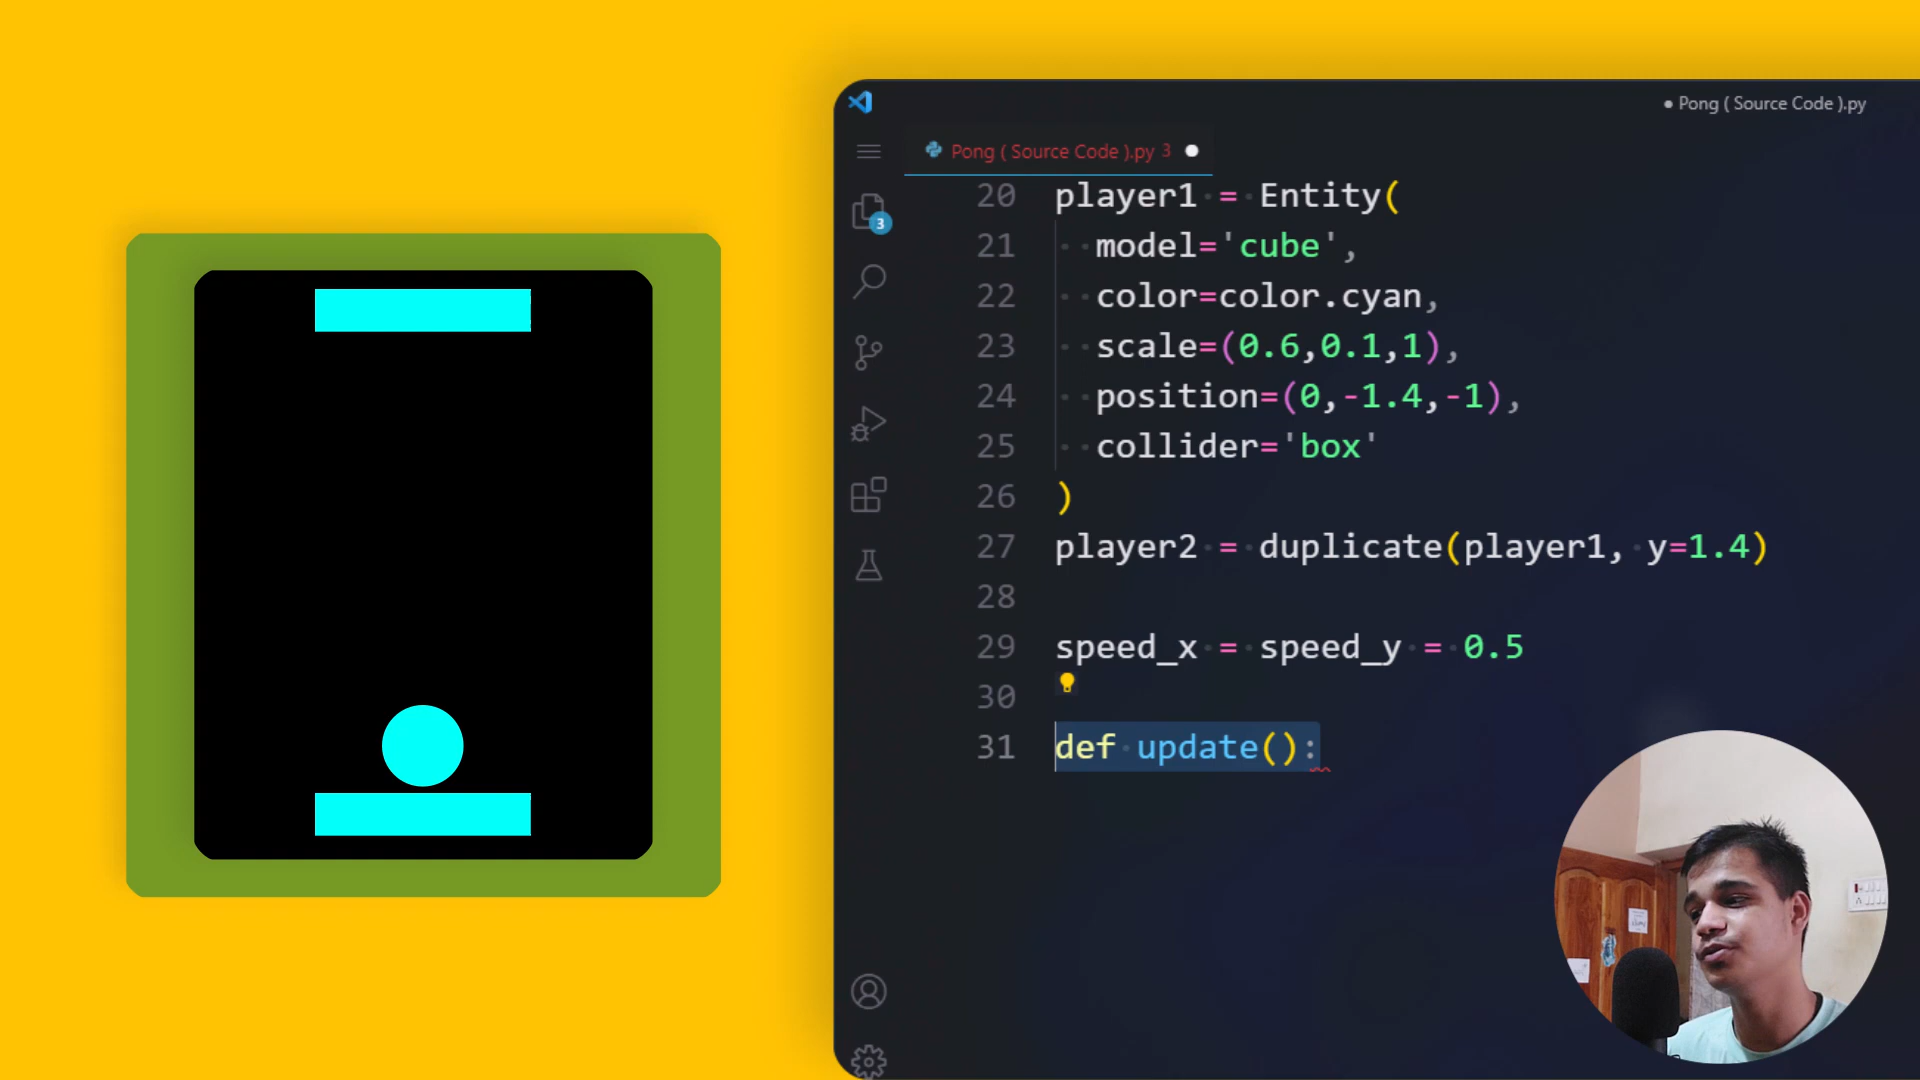 ● Pong ( Source Code ).py
Pong ( Source Code ).py 3 ●
3
20 player1 = Entity(
21 model='cube',
22 color=color.cyan,
23 scale=(0.6,0.1,1),
24 position=(0,-1.4,-1),
25 collider='box'
26 )
27 player2 = duplicate(player1, y=1.4)
28
29 speed_x = speed_y = 0.5
30
31 def update():